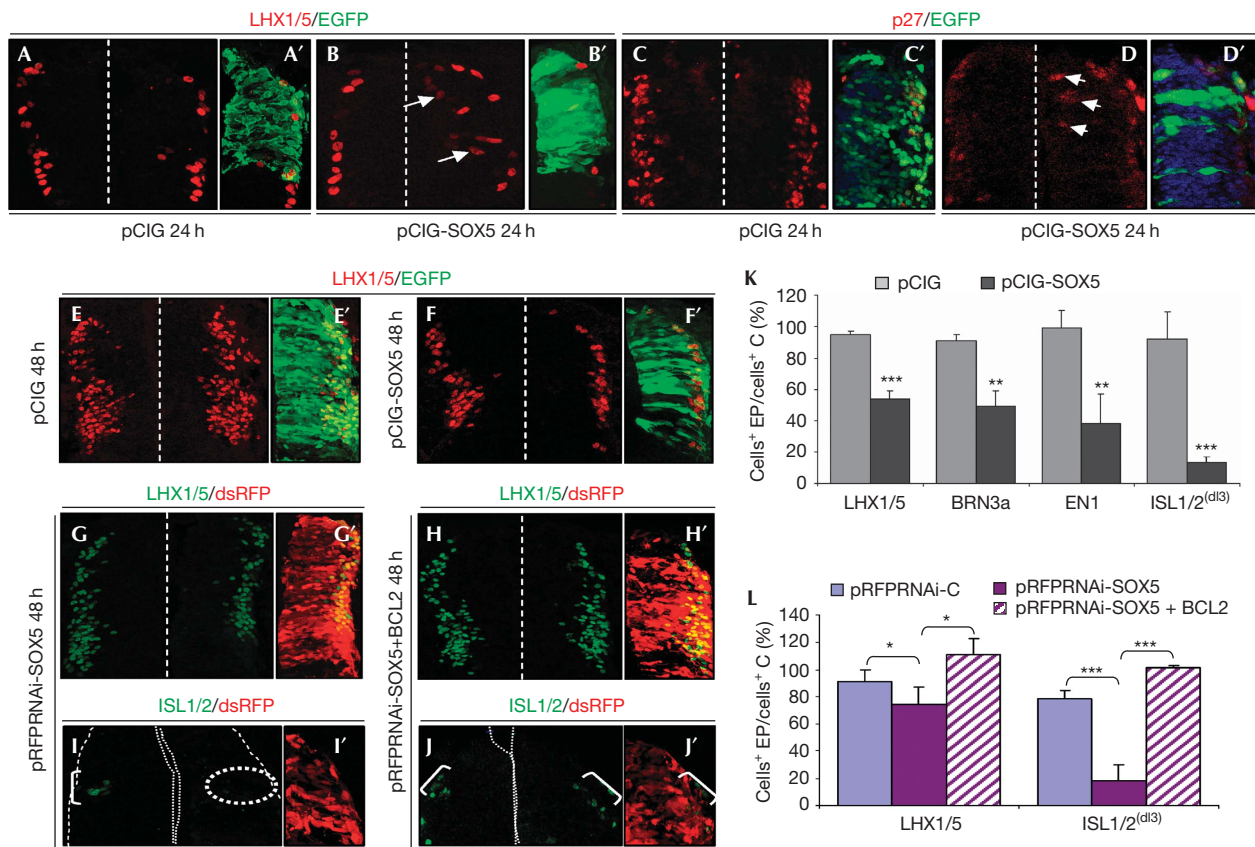 LHX1/5/EGFP
p27/EGFP
A A′ B B′ C C′ D D′
pCIG 24 h pCIG-SOX5 24 h pCIG 24 h pCIG-SOX5 24 h
LHX1/5/EGFP
pCIG 48 h
E E′
pCIG-SOX5 48 h
F F′
LHX1/5/dsRFP
LHX1/5/dsRFP
pRFPRNAi-SOX5 48 h
G G′
pRFPRNAi-SOX5+BCL2 48 h
H H′
ISL1/2/dsRFP
ISL1/2/dsRFP
I I′ J J′
K
pCIG pCIG-SOX5
Cells⁺ EP/cells⁺ C (%)
120
100
80
60
40
20
0
*** ** ** ***
LHX1/5 BRN3a EN1 ISL1/2⁽ᵈˡ³⁾
L
pRFPRNAi-C pRFPRNAi-SOX5
pRFPRNAi-SOX5 + BCL2
Cells⁺ EP/cells⁺ C (%)
140
120
100
80
60
40
20
0
* * *** ***
LHX1/5 ISL1/2⁽ᵈˡ³⁾